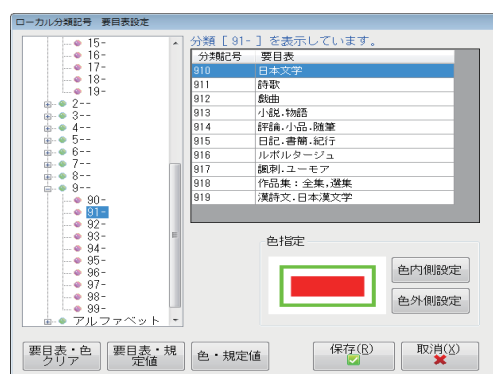 ローカル分類記号　要目表設定
15-
16-
17-
18-
19-
2--
3--
4--
5--
6--
7--
8--
9--
90-
91-
92-
93-
94-
95-
96-
97-
98-
99-
アルファベット
分類 [ 91- ] を表示しています。
分類記号 要目表
910 日本文学
911 詩歌
912 戯曲
913 小説.物語
914 評論.小品.随筆
915 日記.書簡.紀行
916 ルポルタージュ
917 諷刺.ユーモア
918 作品集：全集,選集
919 漢詩文.日本漢文学
色指定
色内側設定
色外側設定
要目表・色
クリア
要目表・規
定値
色・規定値
保存(R)
取消(X)